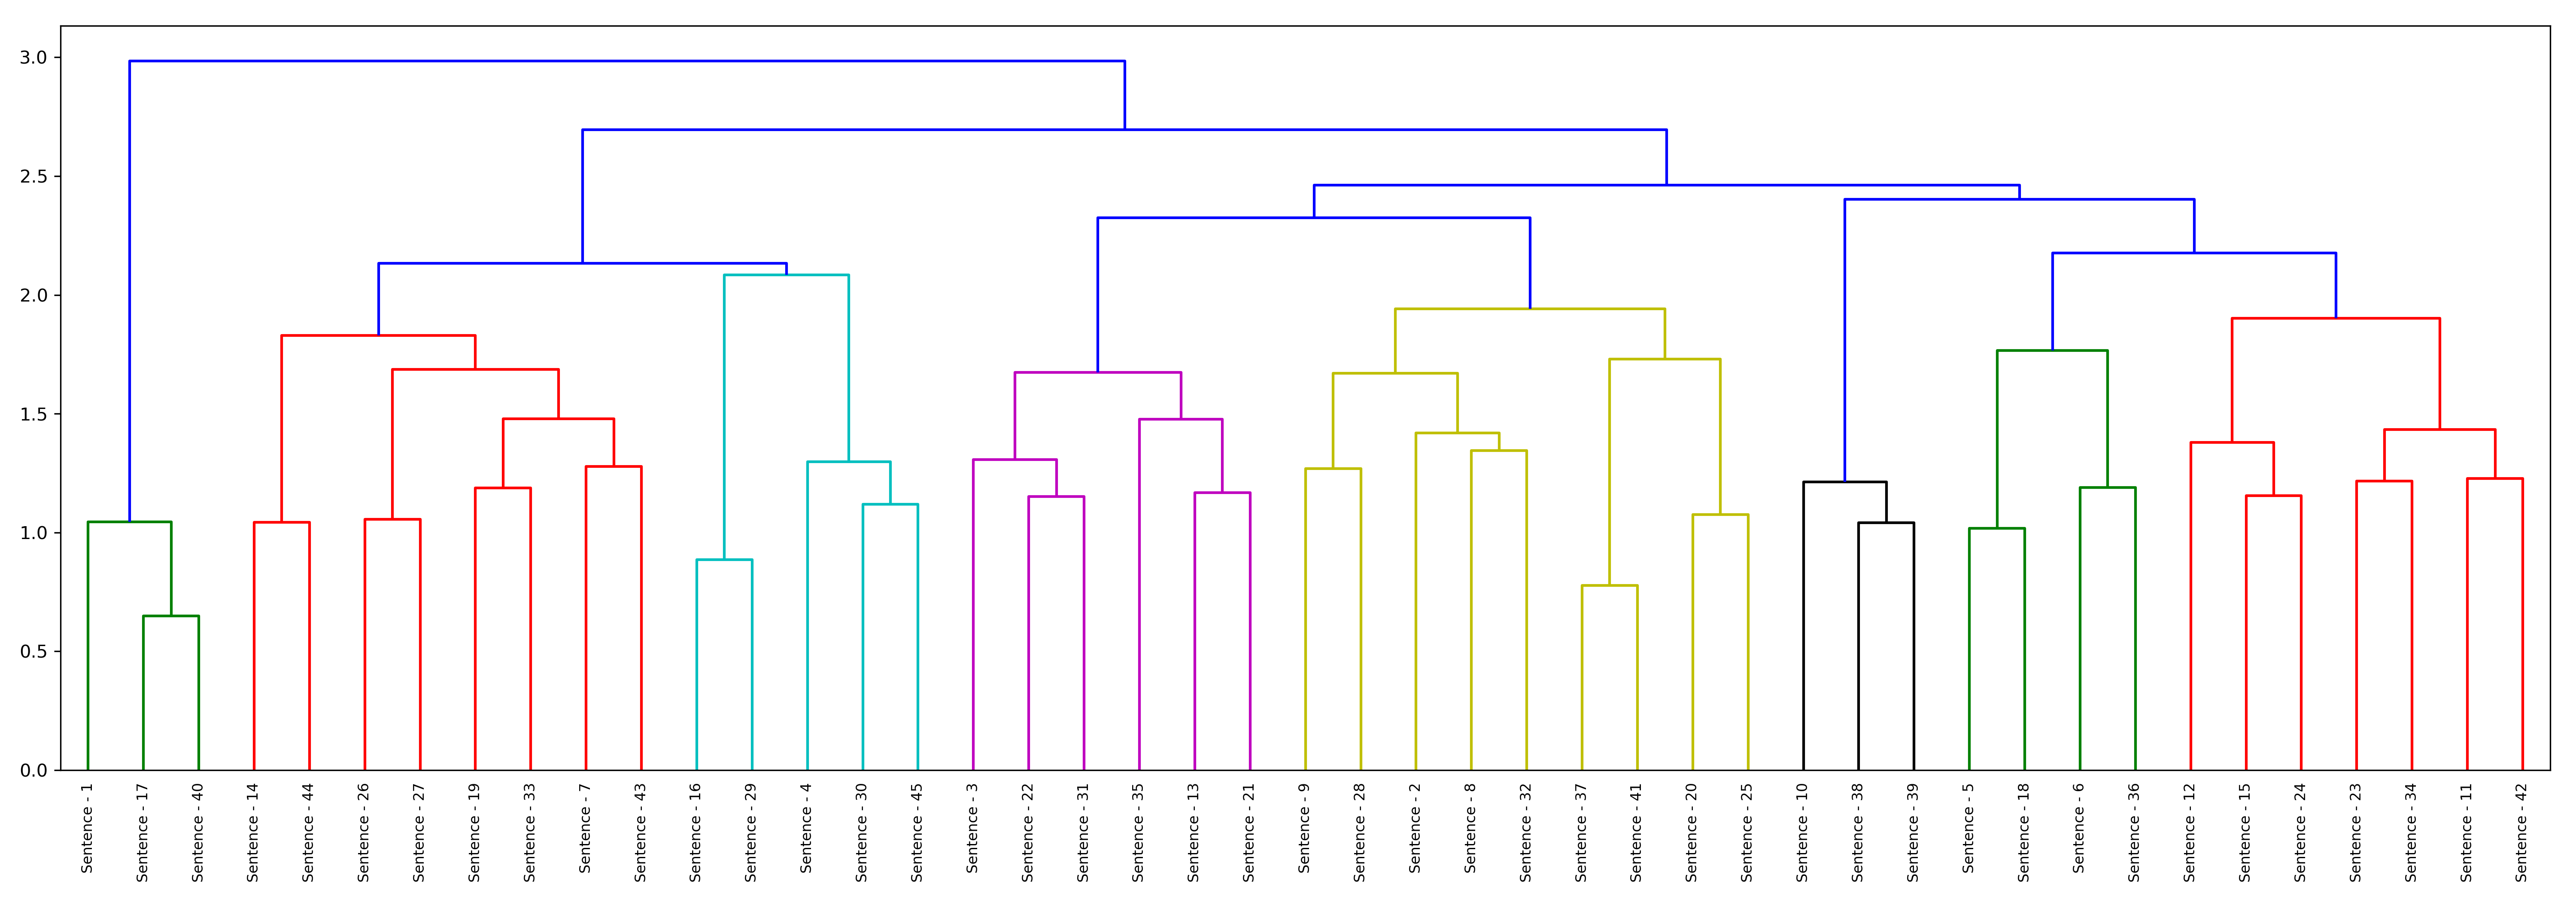 3.0
2.5
2.0
1.5
1.0
0.5
0.0
Sentence - 1
Sentence - 17
Sentence - 40
Sentence - 14
Sentence - 44
Sentence - 26
Sentence - 27
Sentence - 19
Sentence - 33
Sentence - 7
Sentence - 43
Sentence - 16
Sentence - 29
Sentence - 4
Sentence - 30
Sentence - 45
Sentence - 3
Sentence - 22
Sentence - 31
Sentence - 35
Sentence - 13
Sentence - 21
Sentence - 9
Sentence - 28
Sentence - 2
Sentence - 8
Sentence - 32
Sentence - 37
Sentence - 41
Sentence - 20
Sentence - 25
Sentence - 10
Sentence - 38
Sentence - 39
Sentence - 5
Sentence - 18
Sentence - 6
Sentence - 36
Sentence - 12
Sentence - 15
Sentence - 24
Sentence - 23
Sentence - 34
Sentence - 11
Sentence - 42